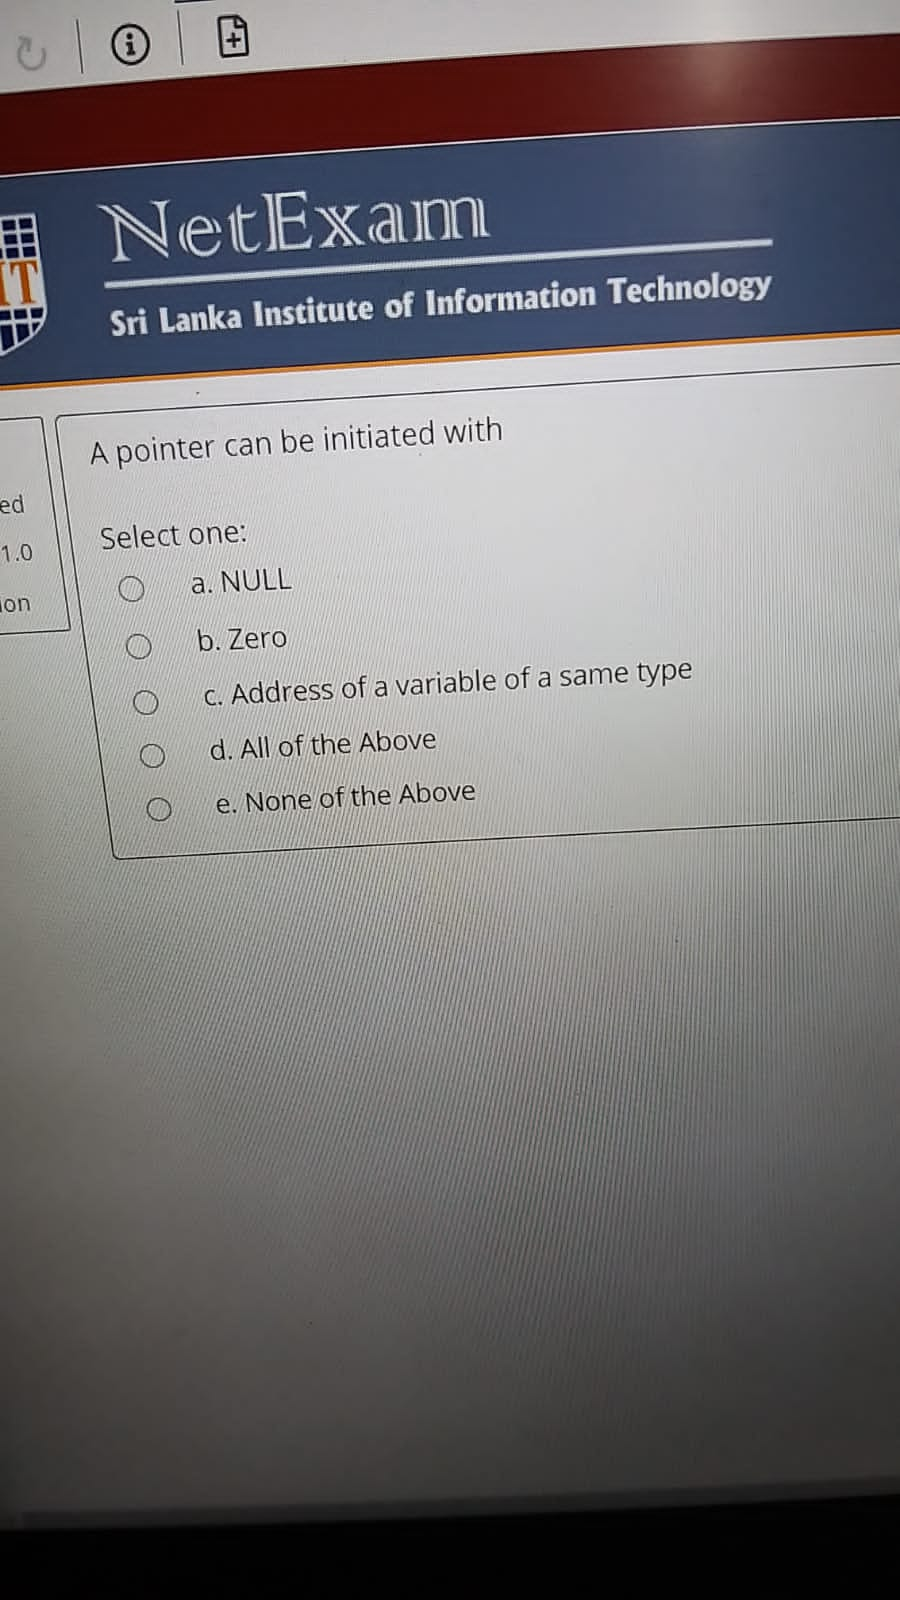 NetExam
IT
Sri Lanka Institute of Information Technology
A pointer can be initiated with
ed
1.0
ion
Select one:
a. NULL
b. Zero
c. Address of a variable of a same type
d. All of the Above
e. None of the Above